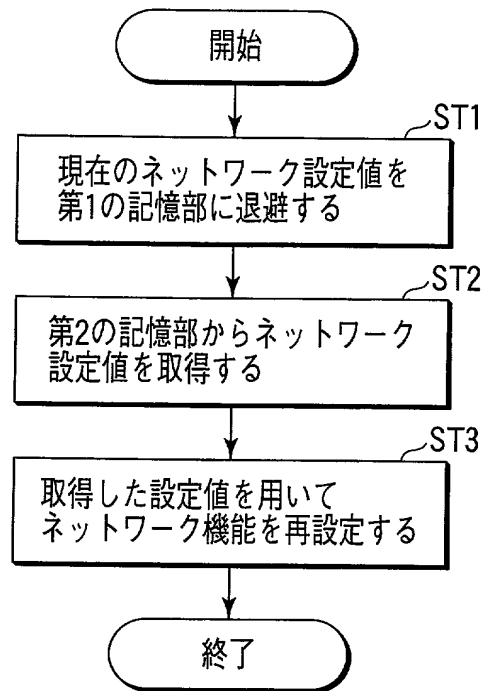 開始
ST1
現在のネットワーク設定値を
第1の記憶部に退避する
ST2
第2の記憶部からネットワーク
設定値を取得する
ST3
取得した設定値を用いて
ネットワーク機能を再設定する
終了